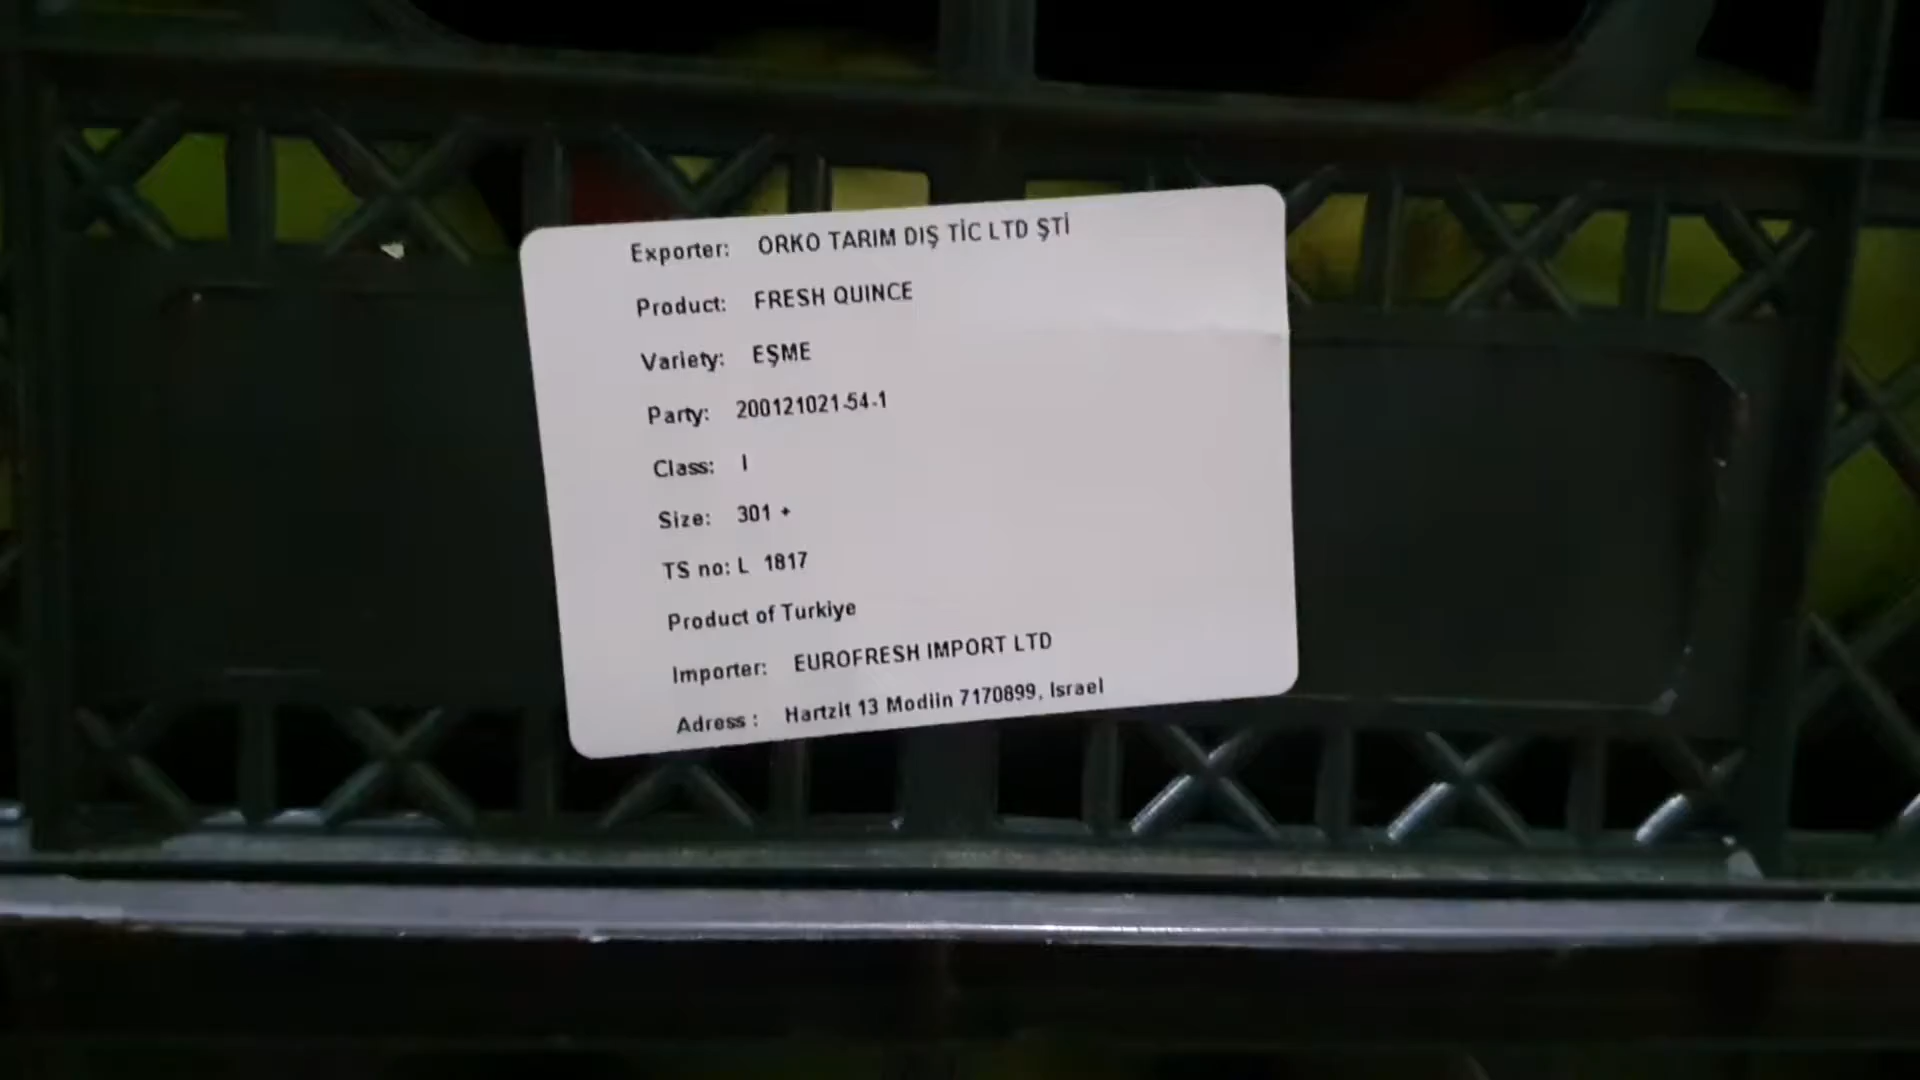 Exporter: ORKO TARIM DIŞ TİC LTD ŞTİ
Product: FRESH QUINCE
Variety: EŞME
Party: 200121021-54-1
Class: I
Size: 301 +
TS no: L 1817
Product of Turkiye
Importer: EUROFRESH IMPORT LTD
Adress : Hartzit 13 Modiin 7170899, Israel